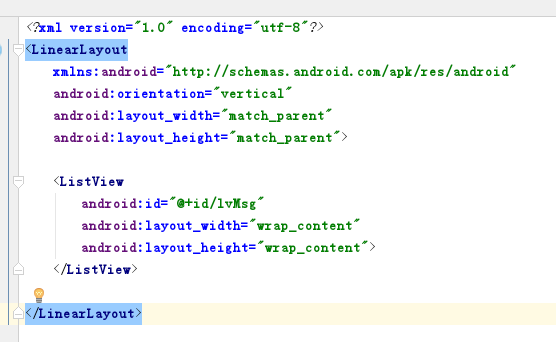 <?xml version="1.0" encoding="utf-8"?>
<LinearLayout
xmlns:android="http://schemas.android.com/apk/res/android"
android:orientation="vertical"
android:layout_width="match_parent"
android:layout_height="match_parent">
<ListView
android:id="@+id/lvMsg"
android:layout_width="wrap_content"
android:layout_height="wrap_content">
</ListView>
</LinearLayout>